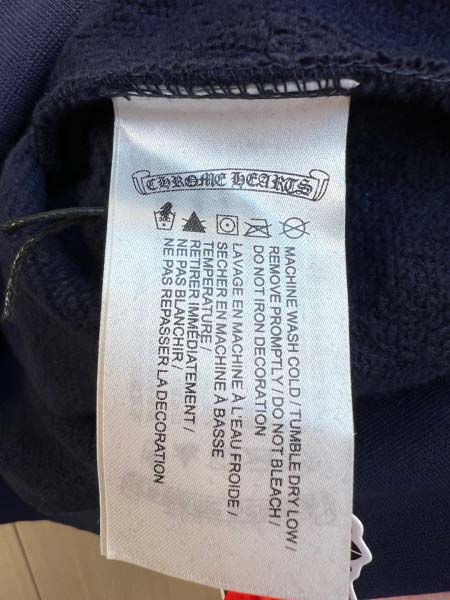 CHROME HEARTS
MACHINE WASH COLD / TUMBLE DRY LOW /
REMOVE PROMPTLY / DO NOT BLEACH /
DO NOT IRON DECORATION
LAVAGE EN MACHINE À L'EAU FROIDE /
SECHER EN MACHINE À BASSE
TEMPERATURE /
RETIRER IMMÉDIATEMENT /
NE PAS BLANCHIR /
NE PAS REPASSER LA DECORATION